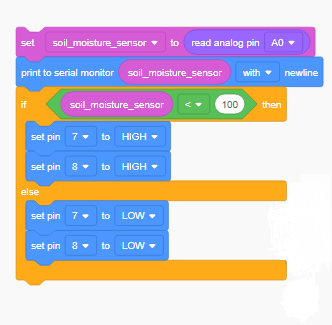 set soil_moisture_sensor to read analog pin A0
print to serial monitor soil_moisture_sensor with newline
if soil_moisture_sensor < 100 then
set pin 7 to HIGH
set pin 8 to HIGH
else
set pin 7 to LOW
set pin 8 to LOW